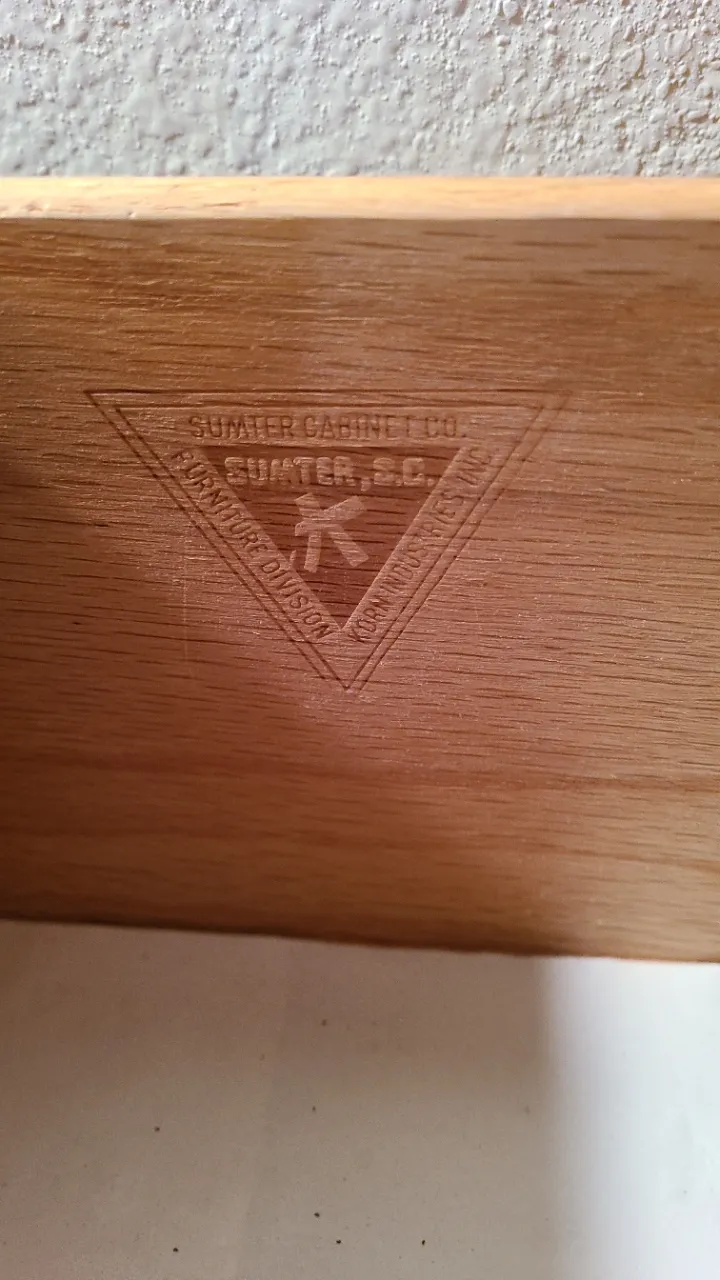 SUMTER CABINET CO.
SUMTER, S.C.
FURNITURE DIVISION
KORN INDUSTRIES, INC.